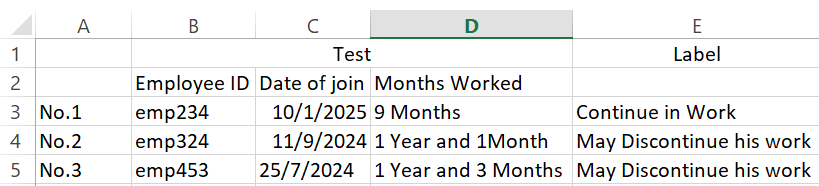 A B C D E
1 Test Label
2 Employee ID Date of join Months Worked
3 No.1 emp234 10/1/2025 9 Months Continue in Work
4 No.2 emp324 11/9/2024 1 Year and 1Month May Discontinue his work
5 No.3 emp453 25/7/2024 1 Year and 3 Months May Discontinue his work